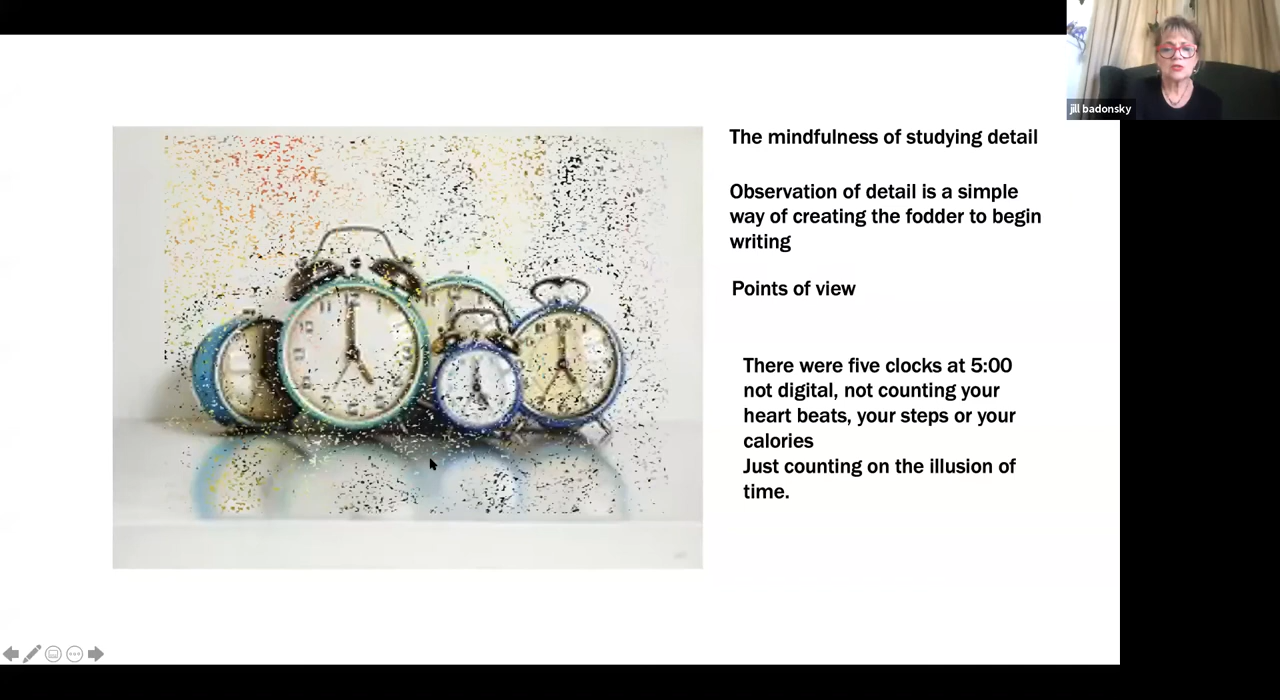 jill badonsky
The mindfulness of studying detail
Observation of detail is a simple
way of creating the fodder to begin
writing
Points of view
There were five clocks at 5:00
not digital, not counting your
heart beats, your steps or your
calories
Just counting on the illusion of
time.